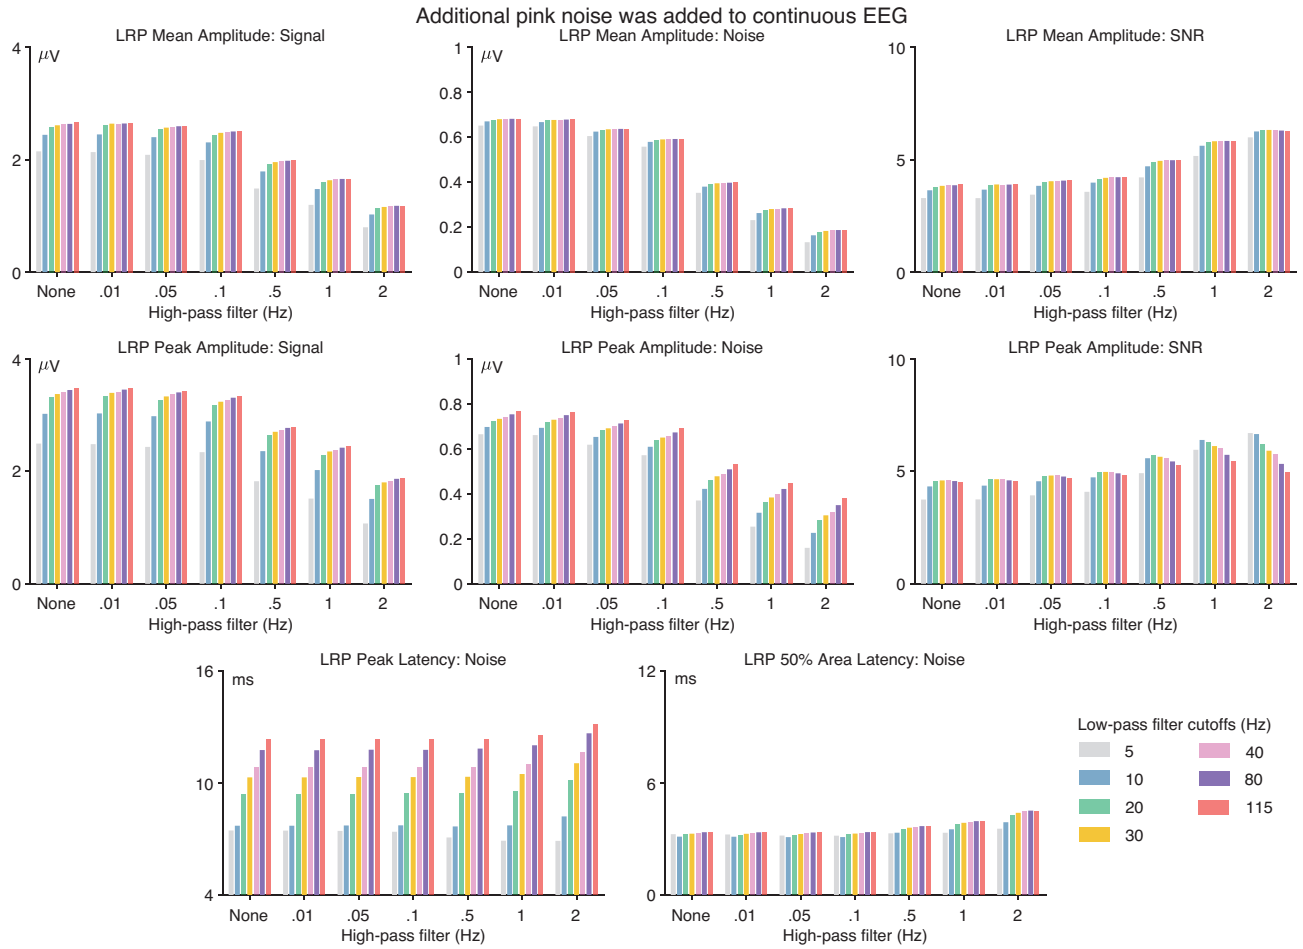 Additional pink noise was added to continuous EEG
LRP Mean Amplitude: Signal
4
μV
2
0
None .01 .05 .1 .5 1 2
High-pass filter (Hz)
LRP Mean Amplitude: Noise
1
μV
0.8
0.6
0.4
0.2
0
None .01 .05 .1 .5 1 2
High-pass filter (Hz)
LRP Mean Amplitude: SNR
10
5
0
None .01 .05 .1 .5 1 2
High-pass filter (Hz)
LRP Peak Amplitude: Signal
4
μV
2
0
None .01 .05 .1 .5 1 2
High-pass filter (Hz)
LRP Peak Amplitude: Noise
1
μV
0.8
0.6
0.4
0.2
0
None .01 .05 .1 .5 1 2
High-pass filter (Hz)
LRP Peak Amplitude: SNR
10
5
0
None .01 .05 .1 .5 1 2
High-pass filter (Hz)
LRP Peak Latency: Noise
16
ms
10
4
None .01 .05 .1 .5 1 2
High-pass filter (Hz)
LRP 50% Area Latency: Noise
12
ms
6
0
None .01 .05 .1 .5 1 2
High-pass filter (Hz)
Low-pass filter cutoffs (Hz)
5 40
10 80
20 115
30